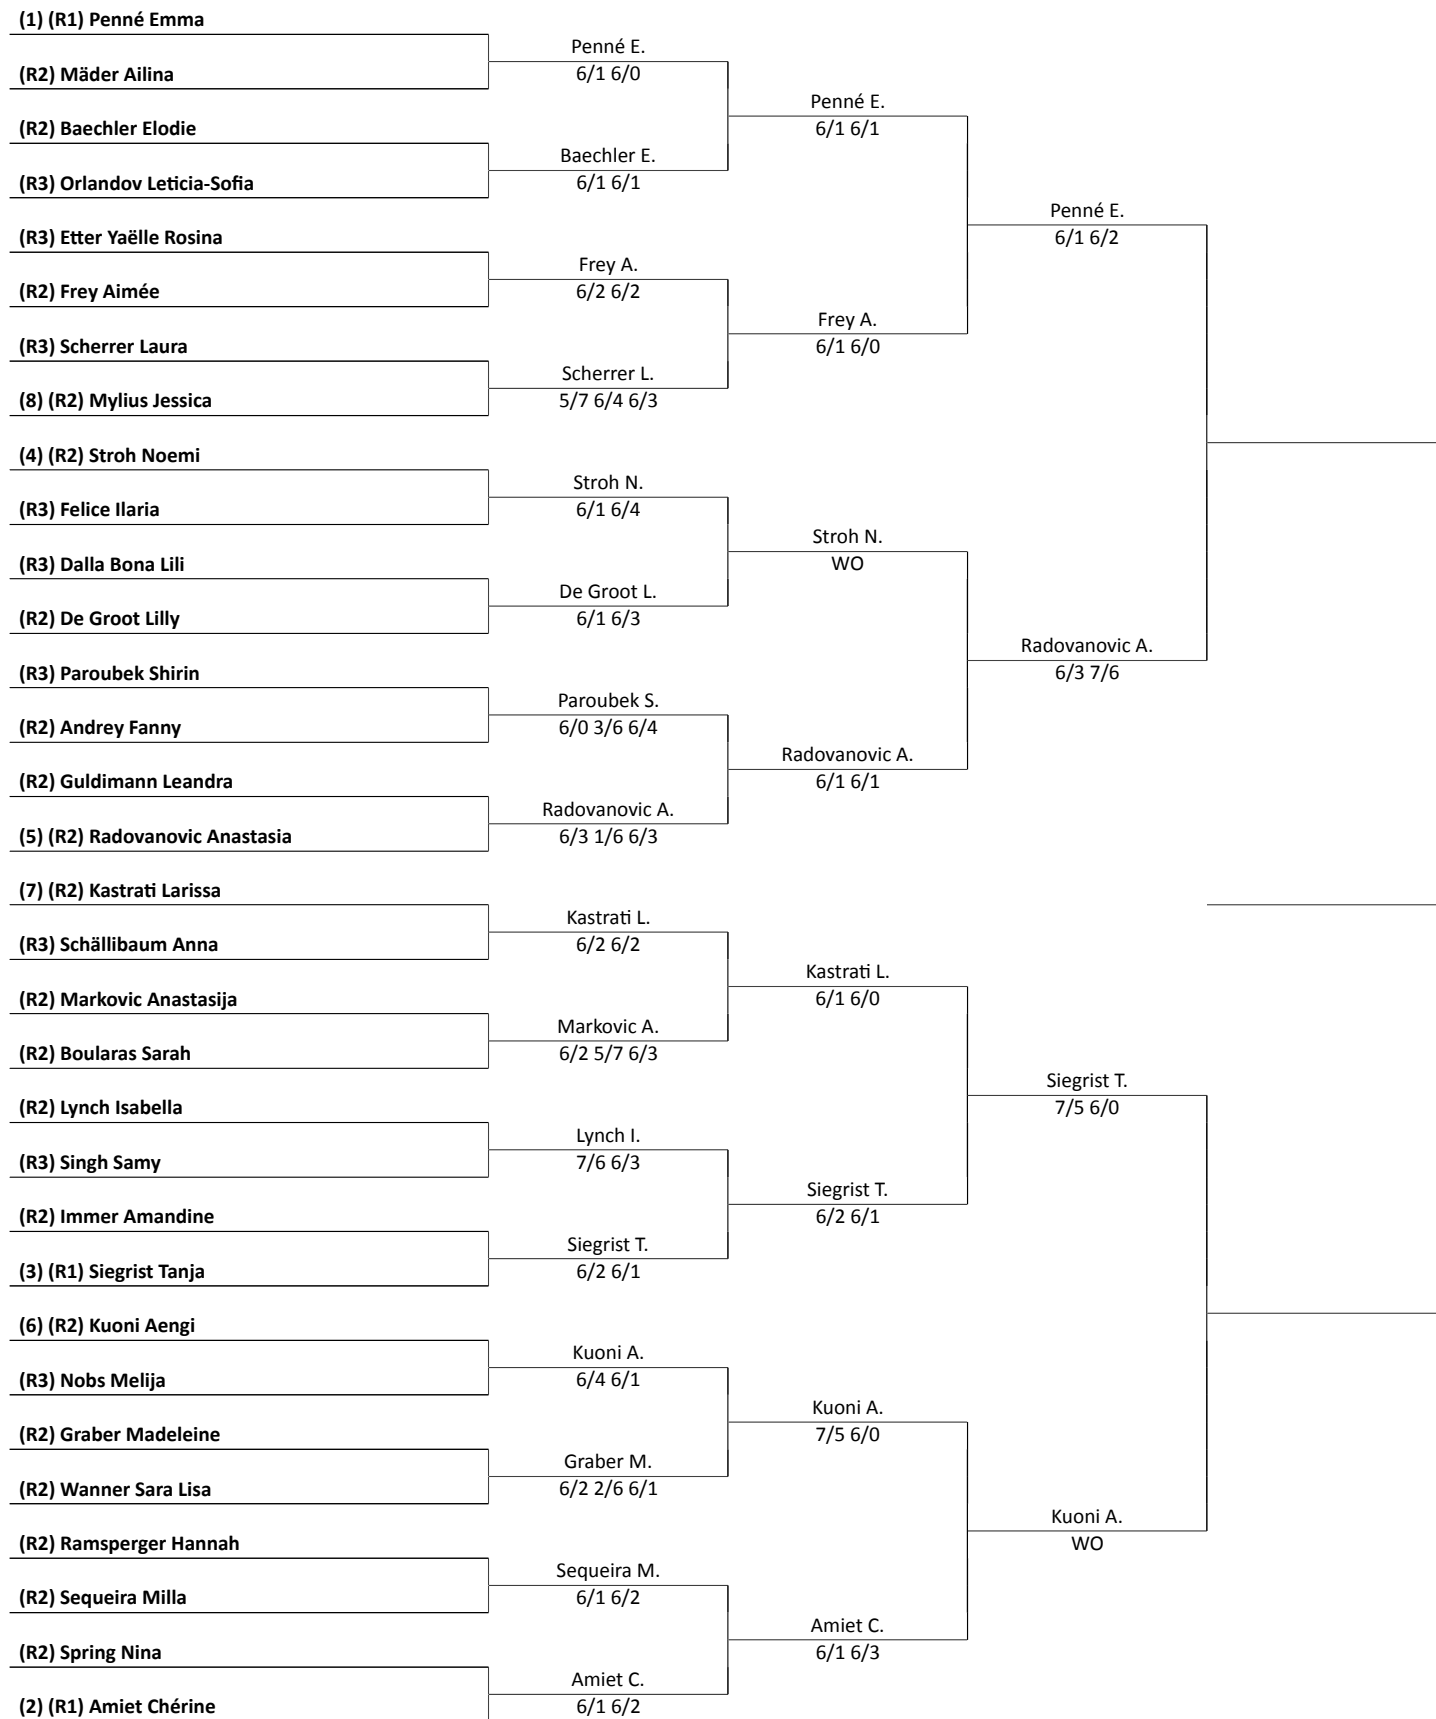 (1) (R1) Penné Emma
Penné E.
(R2) Mäder Ailina
6/1 6/0
Penné E.
(R2) Baechler Elodie
6/1 6/1
Baechler E.
(R3) Orlandov Leticia-Sofia
6/1 6/1
Penné E.
(R3) Etter Yaëlle Rosina
6/1 6/2
Frey A.
(R2) Frey Aimée
6/2 6/2
Frey A.
(R3) Scherrer Laura
6/1 6/0
Scherrer L.
(8) (R2) Mylius Jessica
5/7 6/4 6/3
(4) (R2) Stroh Noemi
Stroh N.
(R3) Felice Ilaria
6/1 6/4
Stroh N.
(R3) Dalla Bona Lili
WO
De Groot L.
(R2) De Groot Lilly
6/1 6/3
Radovanovic A.
(R3) Paroubek Shirin
6/3 7/6
Paroubek S.
(R2) Andrey Fanny
6/0 3/6 6/4
Radovanovic A.
(R2) Guldimann Leandra
6/1 6/1
Radovanovic A.
(5) (R2) Radovanovic Anastasia
6/3 1/6 6/3
(7) (R2) Kastrati Larissa
Kastrati L.
(R3) Schällibaum Anna
6/2 6/2
Kastrati L.
(R2) Markovic Anastasija
6/1 6/0
Markovic A.
(R2) Boularas Sarah
6/2 5/7 6/3
Siegrist T.
(R2) Lynch Isabella
7/5 6/0
Lynch I.
(R3) Singh Samy
7/6 6/3
Siegrist T.
(R2) Immer Amandine
6/2 6/1
Siegrist T.
(3) (R1) Siegrist Tanja
6/2 6/1
(6) (R2) Kuoni Aengi
Kuoni A.
(R3) Nobs Melija
6/4 6/1
Kuoni A.
(R2) Graber Madeleine
7/5 6/0
Graber M.
(R2) Wanner Sara Lisa
6/2 2/6 6/1
Kuoni A.
(R2) Ramsperger Hannah
WO
Sequeira M.
(R2) Sequeira Milla
6/1 6/2
Amiet C.
(R2) Spring Nina
6/1 6/3
Amiet C.
(2) (R1) Amiet Chérine
6/1 6/2